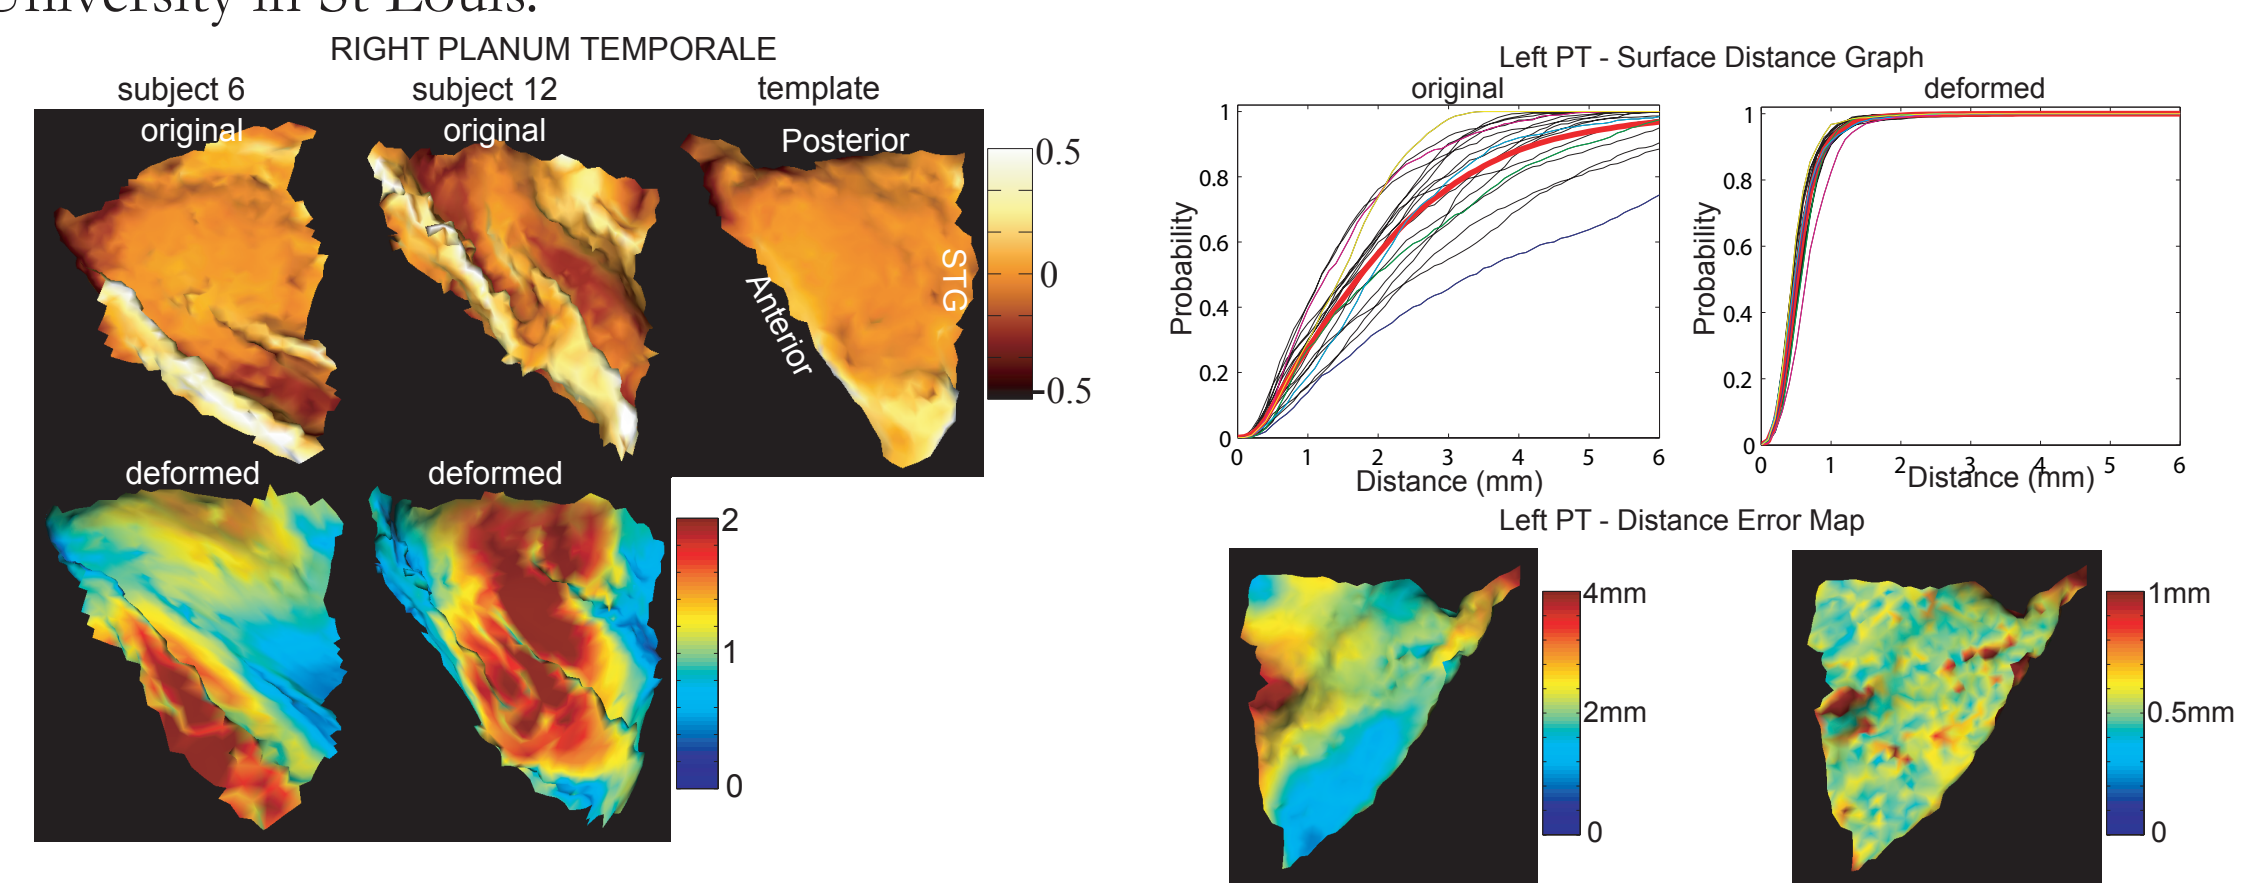 University in St Louis.
RIGHT PLANUM TEMPORALE
subject 6 subject 12 template
original original Posterior
Anterior
STG
0.5
0
-0.5
deformed deformed
2
1
0
Left PT - Surface Distance Graph
original deformed
Probability
1
0.8
0.6
0.4
0.2
0
0 1 2 3 4 5 6
Distance (mm)
Probability
1
0.8
0.6
0.4
0.2
0
0 1 2 3 4 5 6
Distance (mm)
Left PT - Distance Error Map
4mm
2mm
0
1mm
0.5mm
0